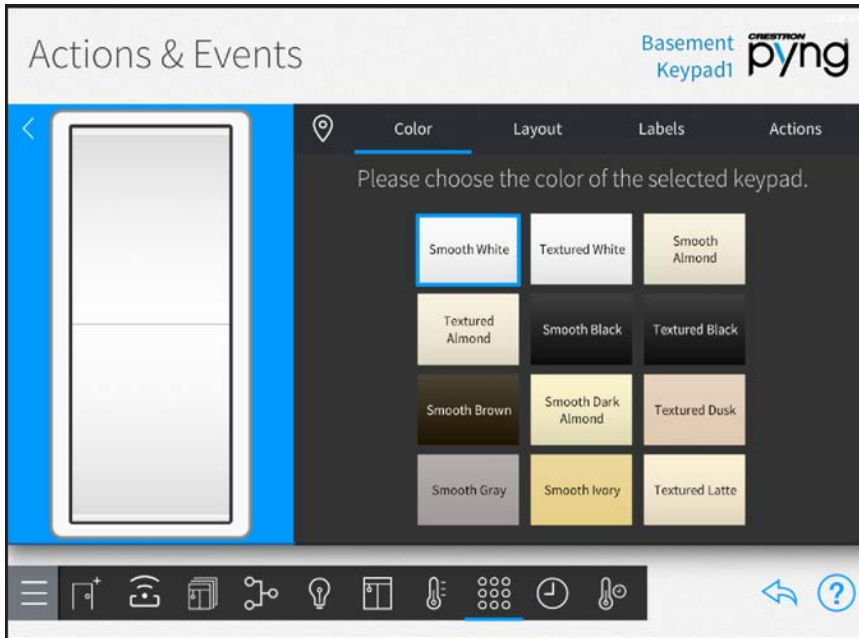 Actions & Events
Basement
Keypad1
CRESTRON
pyng
Color
Layout
Labels
Actions
Please choose the color of the selected keypad.
Smooth White
Textured White
Smooth
Almond
Textured
Almond
Smooth Black
Textured Black
Smooth Brown
Smooth Dark
Almond
Textured Dusk
Smooth Gray
Smooth Ivory
Textured Latte
?